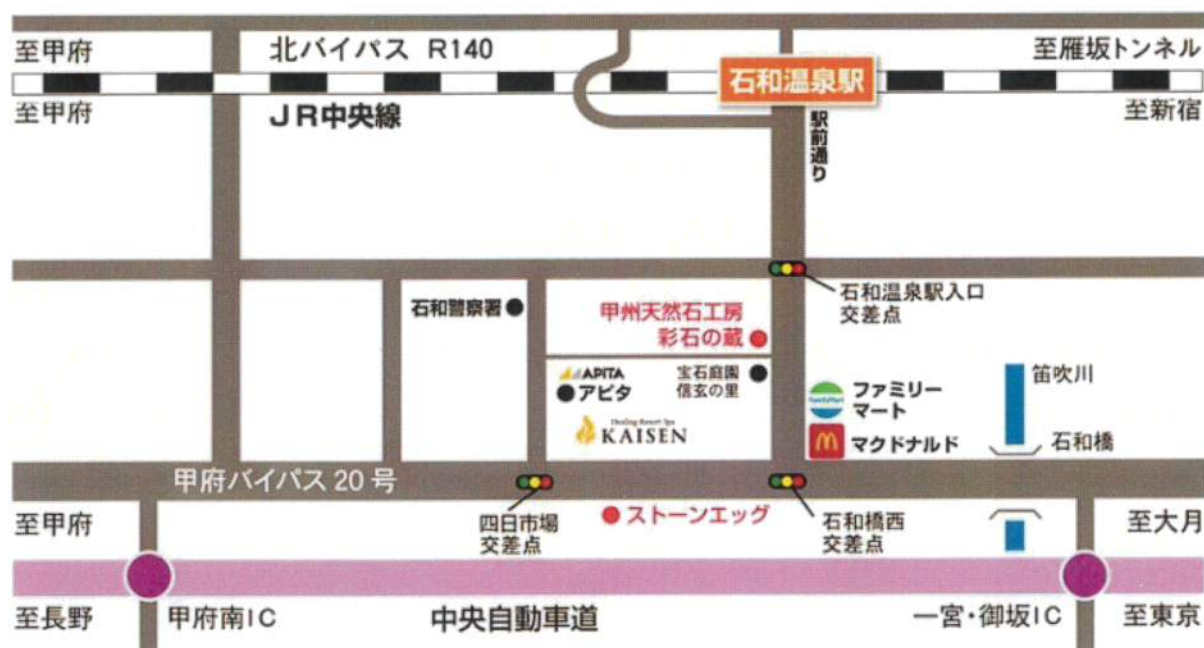 至甲府
北バイパス R140
至雁坂トンネル
石和温泉駅
至甲府
JR中央線
至新宿
駅前通り
石和温泉駅入口
交差点
石和警察署
甲州天然石工房
彩石の蔵
APITA
アピタ
宝石庭園
信玄の里
Healing Resort Spa
KAISEN
FamilyMart
ファミリー
マート
マクドナルド
笛吹川
石和橋
甲府バイパス 20 号
至甲府
四日市場
交差点
ストーンエッグ
石和橋西
交差点
至大月
至長野
甲府南IC
中央自動車道
一宮・御坂IC
至東京